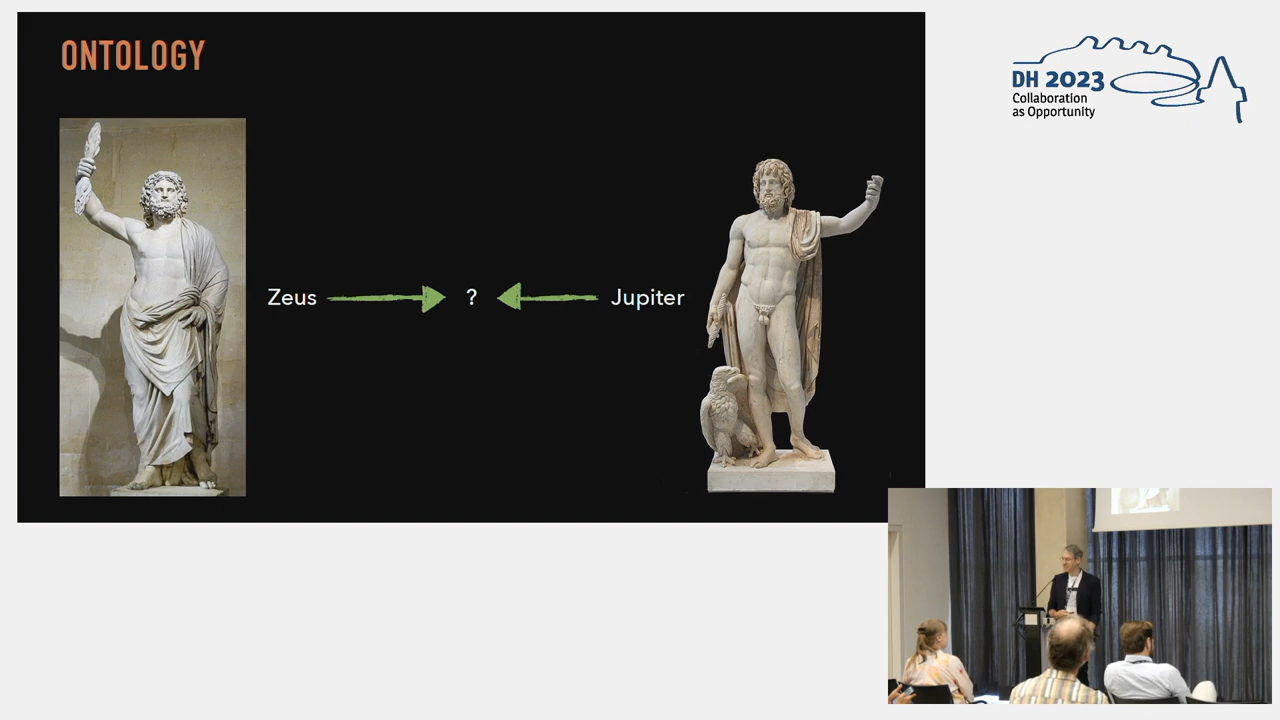 ONTOLOGY
Zeus
?
Jupiter
DH 2023
Collaboration
as Opportunity